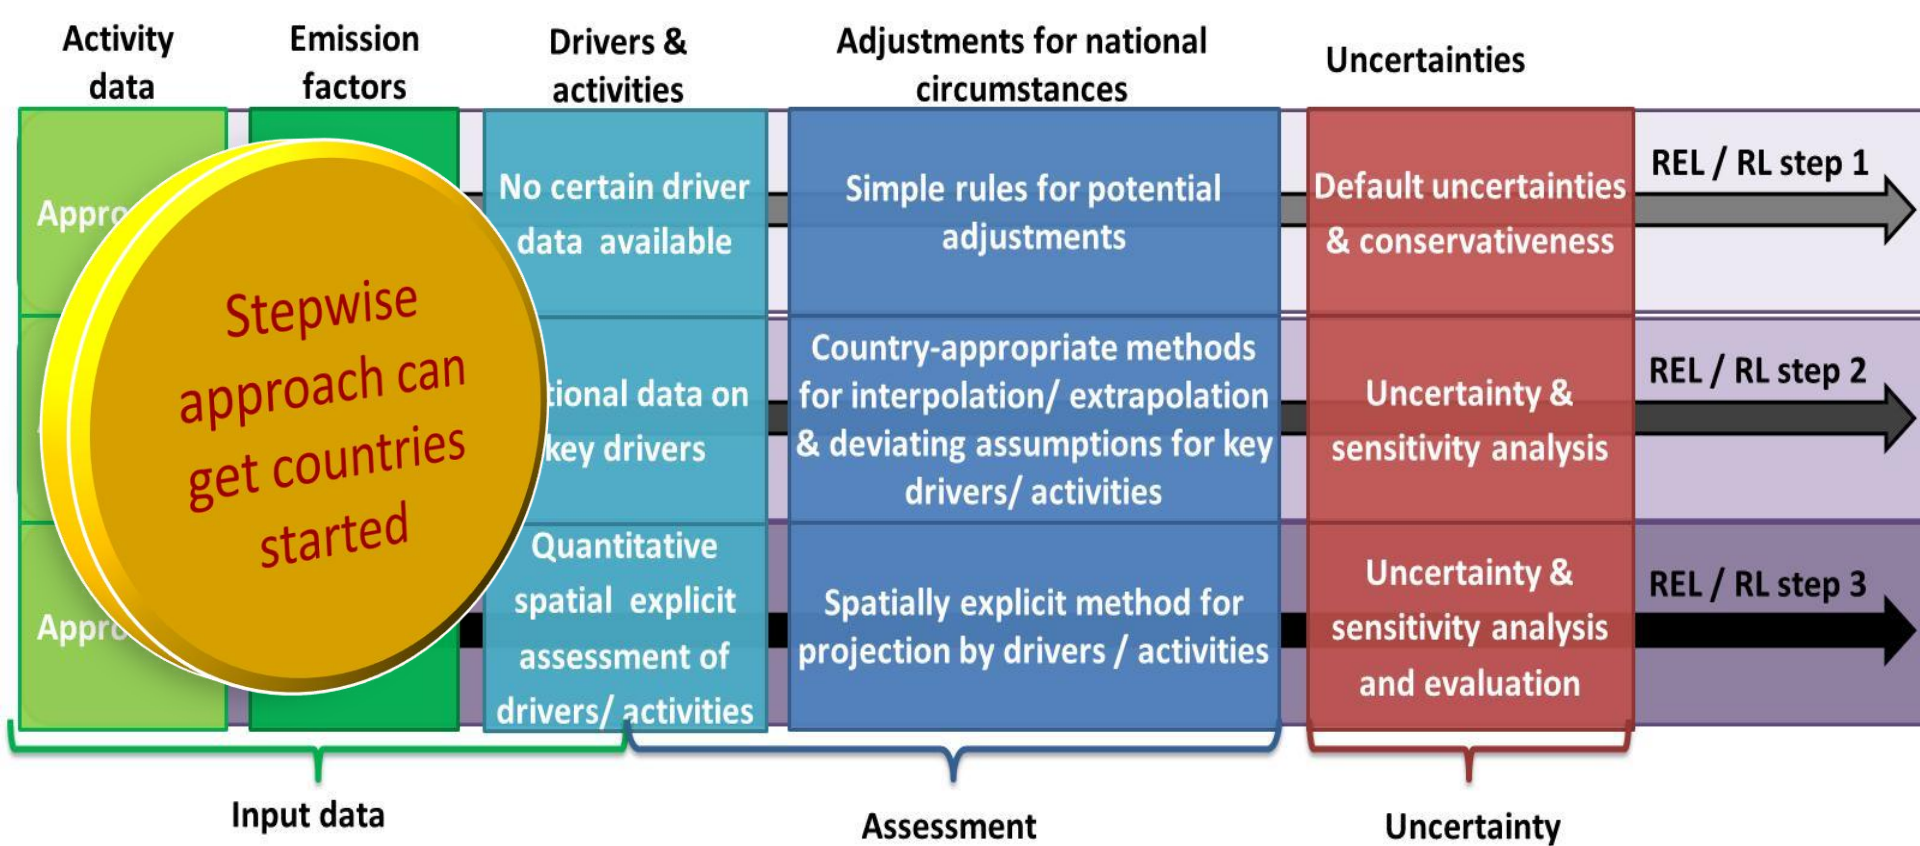 Activity
data
Emission
factors
Drivers &
activities
Adjustments for national
circumstances
Uncertainties
No certain driver
data available
Simple rules for potential
adjustments
Default uncertainties
& conservativeness
REL / RL step 1
Stepwise
approach can
get countries
started
data on
key drivers
Country-appropriate methods
for interpolation/ extrapolation
& deviating assumptions for key
drivers/ activities
Uncertainty &
sensitivity analysis
REL / RL step 2
Quantitative
spatial explicit
assessment of
drivers/ activities
Spatially explicit method for
projection by drivers / activities
Uncertainty &
sensitivity analysis
and evaluation
REL / RL step 3
Input data
Assessment
Uncertainty